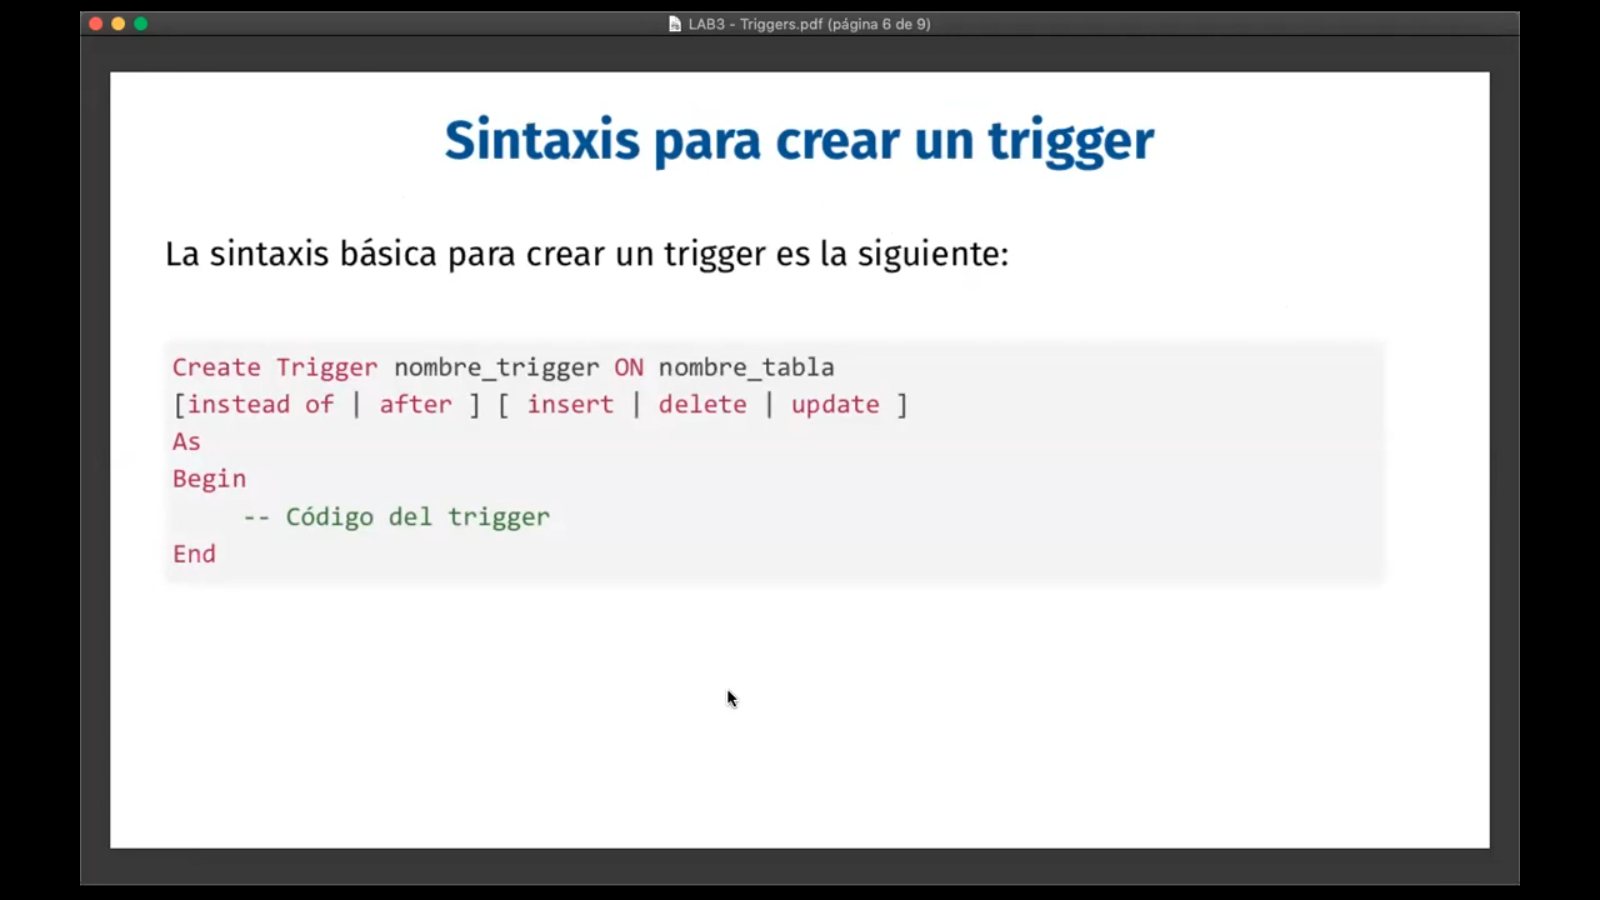 LAB3 - Triggers.pdf (página 6 de 9)
Sintaxis para crear un trigger
La sintaxis básica para crear un trigger es la siguiente:
Create Trigger nombre_trigger ON nombre_tabla
[instead of | after ] [ insert | delete | update ]
As
Begin
-- Código del trigger
End